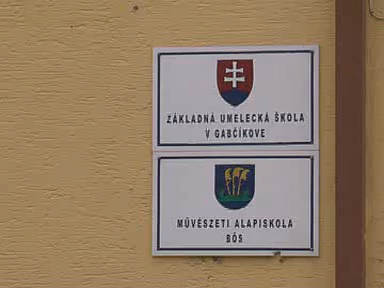 ZÁKLADNÁ UMELECKÁ ŠKOLA
V GABČÍKOVE
MŰVÉSZETI ALAPISKOLA
BŐS